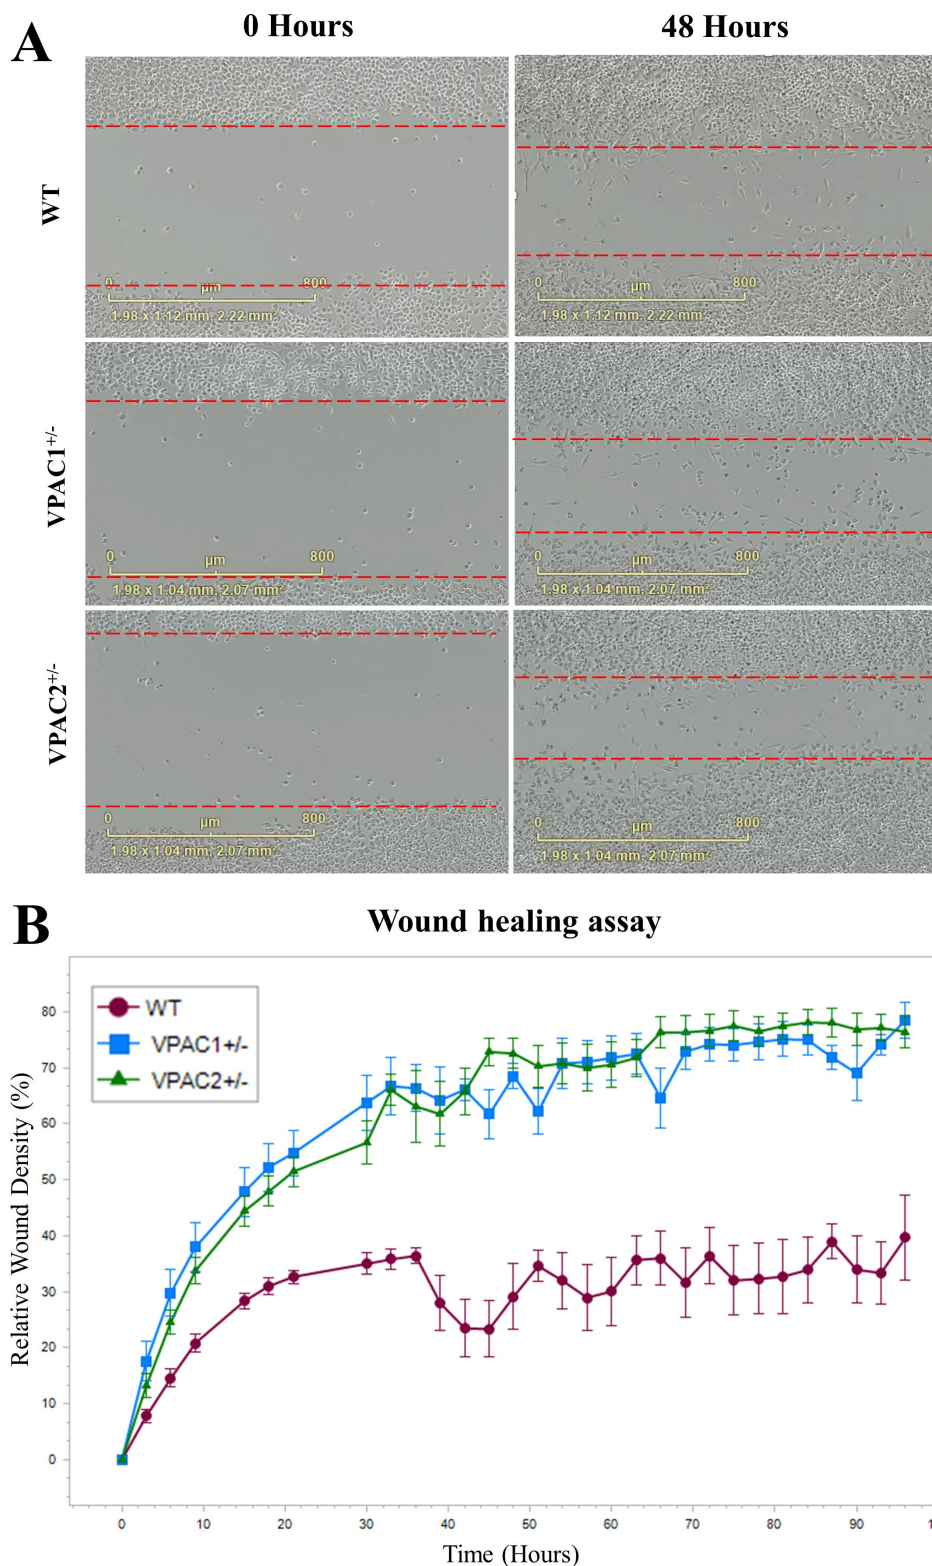 A
0 Hours
48 Hours
WT
0 µm 800
1.98 x 1.12 mm, 2.22 mm²
0 µm 800
1.98 x 1.12 mm, 2.22 mm²
VPAC1+/-
0 µm 800
1.98 x 1.04 mm, 2.07 mm²
0 µm 800
1.98 x 1.04 mm, 2.07 mm²
VPAC2+/-
0 µm 800
1.98 x 1.04 mm, 2.07 mm²
0 µm 800
1.98 x 1.04 mm, 2.07 mm²
B
Wound healing assay
WT
VPAC1+/-
VPAC2+/-
Relative Wound Density (%)
80
70
60
50
40
30
20
10
0
0 10 20 30 40 50 60 70 80 90 1
Time (Hours)